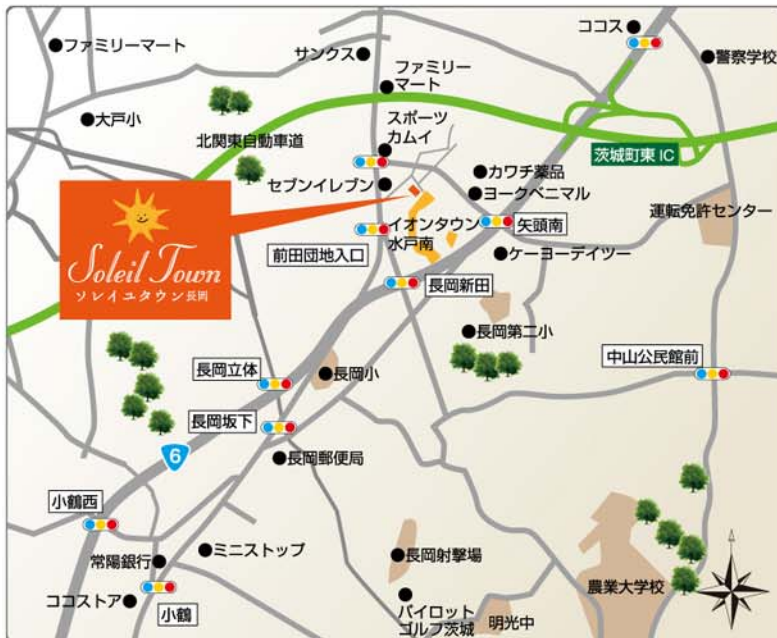 ココス
ファミリーマート
サンクス
ファミリー
マート
警察学校
大戸小
スポーツ
カムイ
北関東自動車道
茨城町東 IC
カワチ薬品
セブンイレブン
ヨークベニマル
運転免許センター
Soleil Town
ソレイユタウン長岡
イオンタウン
水戸南
矢頭南
前田団地入口
ケーヨーデイツー
長岡新田
長岡第二小
中山公民館前
長岡立体
長岡小
長岡坂下
6
長岡郵便局
小鶴西
常陽銀行
ミニストップ
長岡射撃場
農業大学校
ココストア
小鶴
パイロット
ゴルフ茨城
明光中